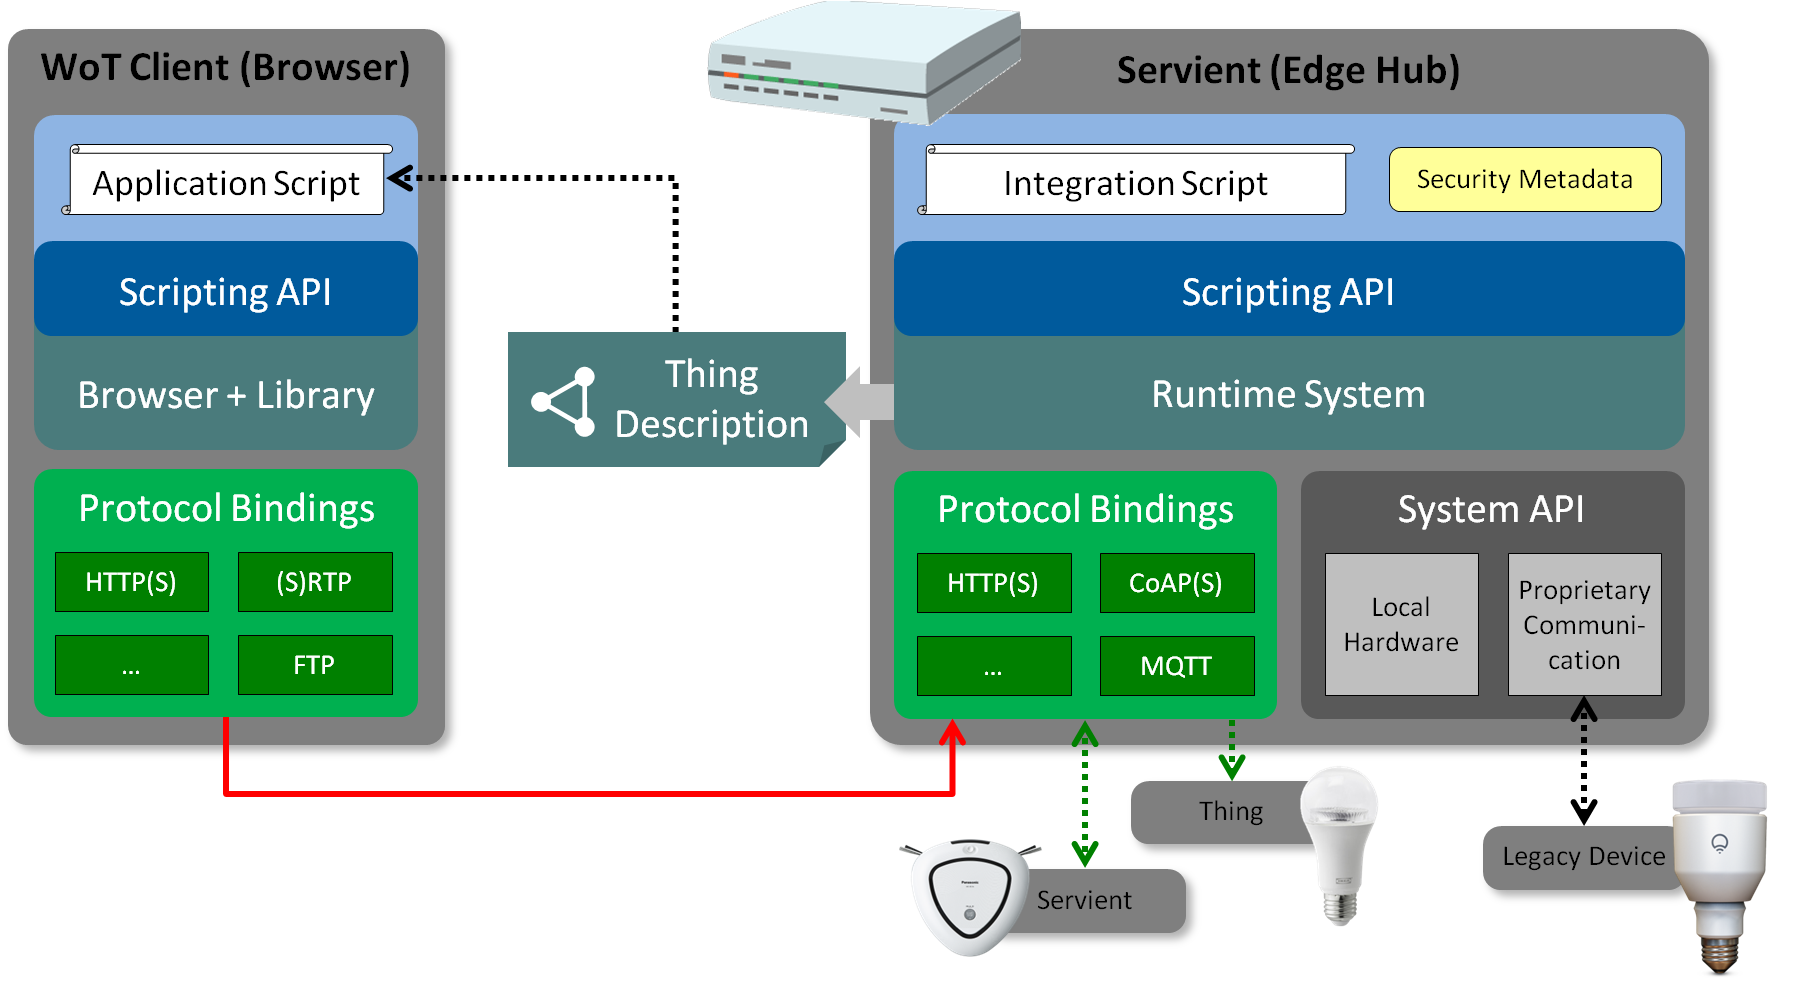 WoT Client (Browser)
Application Script
Scripting API
Browser + Library
Protocol Bindings
HTTP(S)
(S)RTP
...
FTP
Thing
Description
Servient (Edge Hub)
Integration Script
Security Metadata
Scripting API
Runtime System
Protocol Bindings
HTTP(S)
CoAP(S)
...
MQTT
System API
Local
Hardware
Proprietary
Communi-
cation
Thing
Servient
Legacy Device
Panasonic